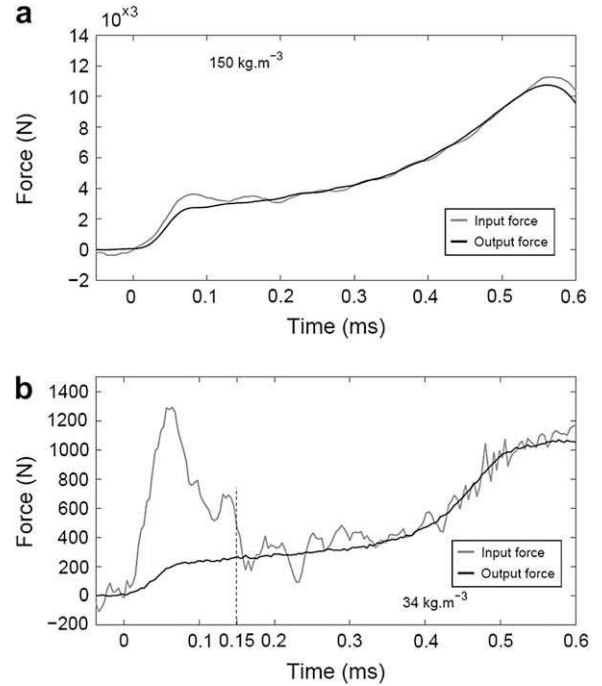 a
10×3
14
12
10
8
6
4
2
0
−2
Force (N)
150 kg.m−3
Input force
Output force
0 0.1 0.2 0.3 0.4 0.5 0.6
Time (ms)
b
1400
1200
1000
800
600
400
200
0
−200
Force (N)
Input force
Output force
34 kg.m−3
0 0.1 0.15 0.2 0.3 0.4 0.5 0.6
Time (ms)